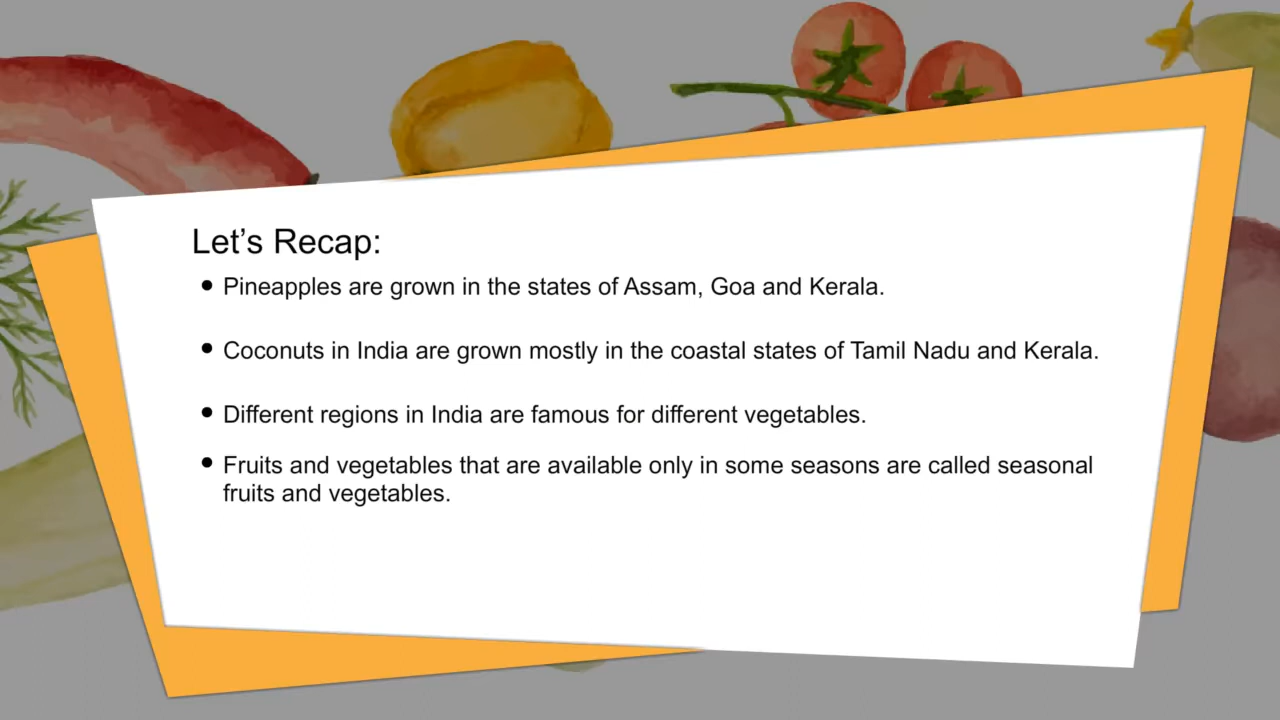 Let’s Recap:
● Pineapples are grown in the states of Assam, Goa and Kerala.
● Coconuts in India are grown mostly in the coastal states of Tamil Nadu and Kerala.
● Different regions in India are famous for different vegetables.
● Fruits and vegetables that are available only in some seasons are called seasonal
fruits and vegetables.